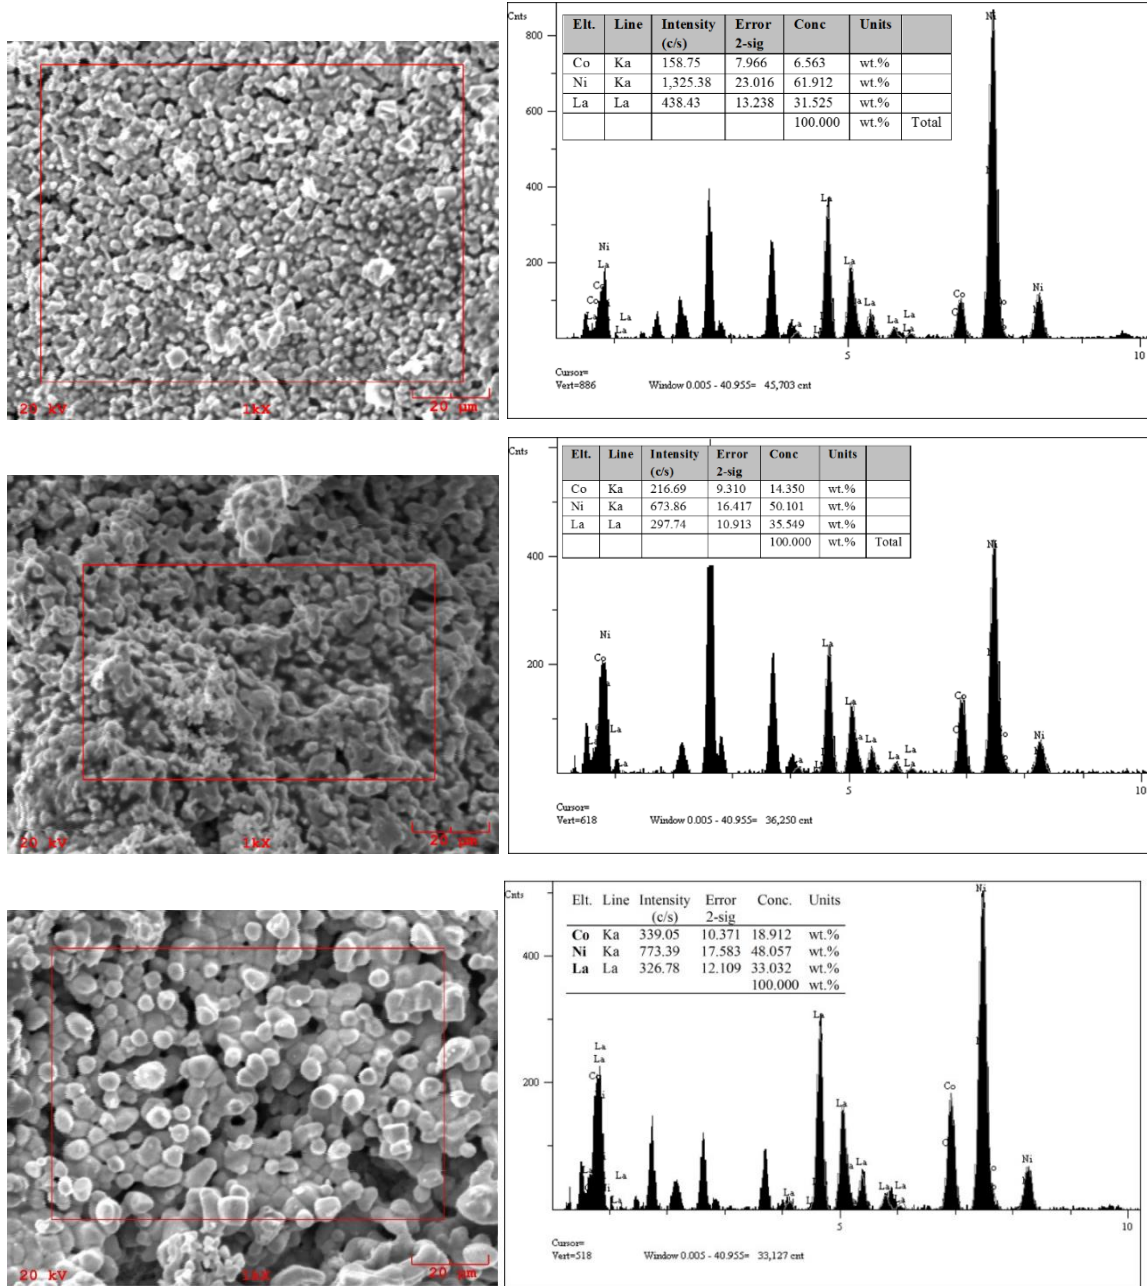 Cnts
Elt. Line Intensity (c/s) Error 2-sig Conc Units
Co Ka 158.75 7.966 6.563 wt.%
Ni Ka 1,325.38 23.016 61.912 wt.%
La La 438.43 13.238 31.525 wt.%
100.000 wt.% Total
800
600
400
200
Ni
Ni
La
Co
Co
La
La
La
La
La
La
La
La
La
La
La
Co
Ni
5
10
Cursor=
Vert=886 Window 0.005 - 40.955= 45,703 cnt
20 kV 1kX 20 µm
Cnts
Elt. Line Intensity (c/s) Error 2-sig Conc Units
Co Ka 216.69 9.310 14.350 wt.%
Ni Ka 673.86 16.417 50.101 wt.%
La La 297.74 10.913 35.549 wt.%
100.000 wt.% Total
400
200
Ni
Ni
Co
La
La
La
La
La
La
La
Co
Ni
5
10
Cursor=
Vert=618 Window 0.005 - 40.955= 36,250 cnt
20 kV 1kX 20 µm
Cnts
Elt. Line Intensity (c/s) Error 2-sig Conc. Units
Co Ka 339.05 10.371 18.912 wt.%
Ni Ka 773.39 17.583 48.057 wt.%
La La 326.78 12.109 33.032 wt.%
100.000 wt.%
400
200
Ni
La
La
Co
La
La
La
La
La
La
La
La
Co
Ni
5
10
Cursor=
Vert=518 Window 0.005 - 40.955= 33,127 cnt
20 kV 1kX 20 µm